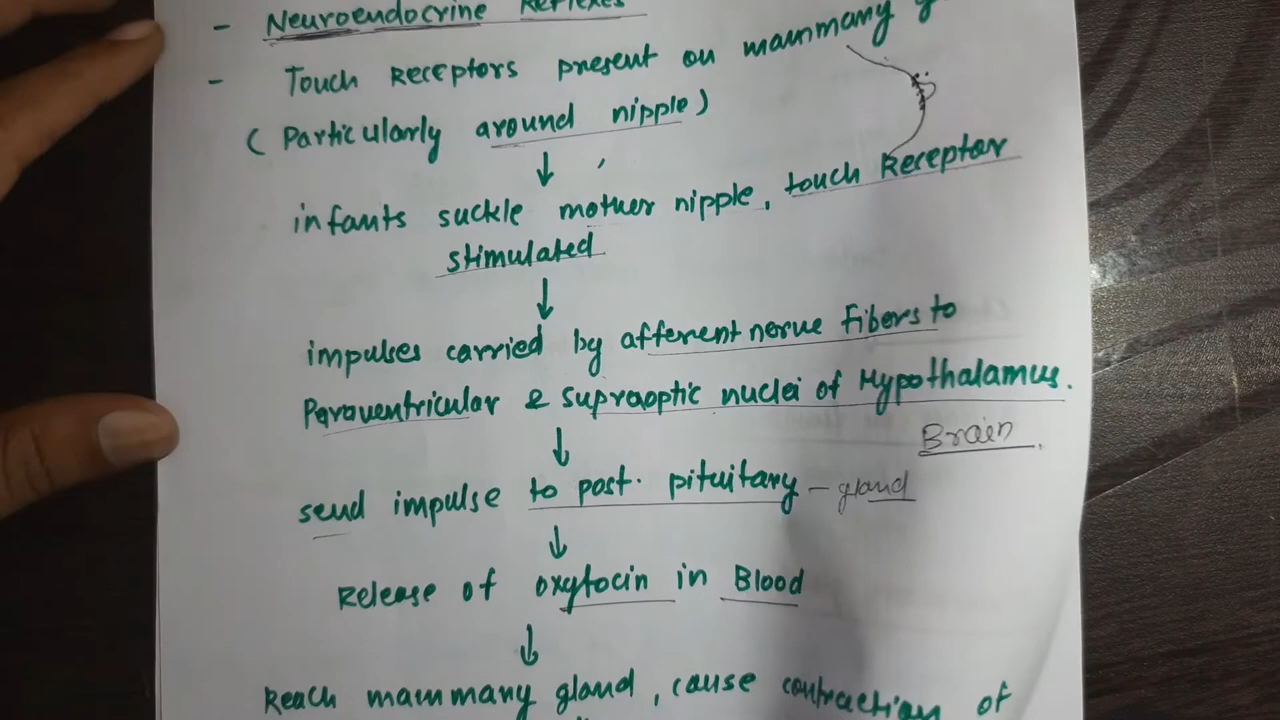 - Neuroendocrine Reflexes
- Touch Receptors present on mammary
( Particularly around nipple )
↓
infants suckle mother nipple, touch Receptor
stimulated
↓
impulses carried by afferent nerve Fibers to
Paraventricular & supraoptic nuclei of Hypothalamus.
Brain
↓
send impulse to post. pituitary - gland
↓
Release of oxytocin in Blood
↓
Reach mammary gland, cause contraction of